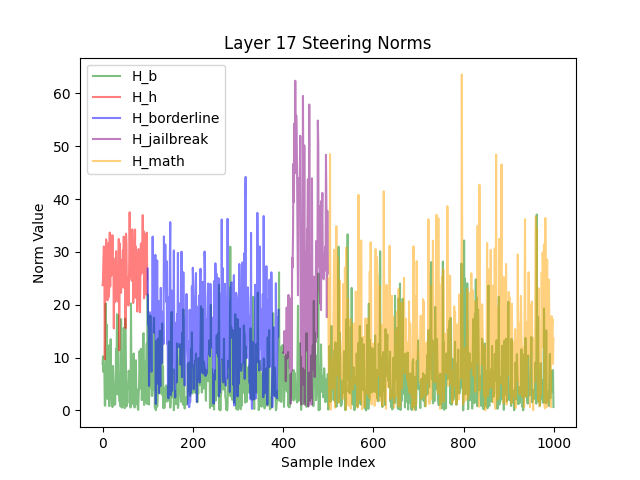 Layer 17 Steering Norms
H_b
H_h
H_borderline
H_jailbreak
H_math
Norm Value
60
50
40
30
20
10
0
0 200 400 600 800 1000
Sample Index